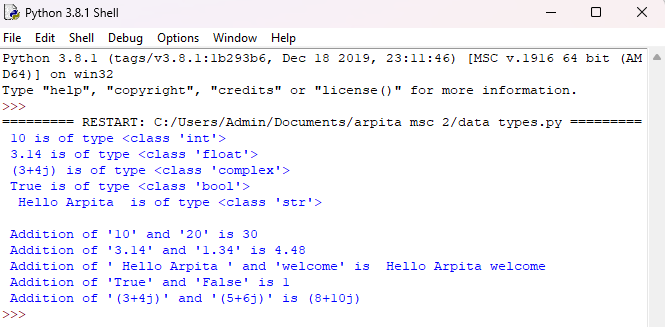 Python 3.8.1 Shell
File Edit Shell Debug Options Window Help
Python 3.8.1 (tags/v3.8.1:1b293b6, Dec 18 2019, 23:11:46) [MSC v.1916 64 bit (AM
D64)] on win32
Type "help", "copyright", "credits" or "license()" for more information.
>>>
========= RESTART: C:/Users/Admin/Documents/arpita msc 2/data types.py =========
 10 is of type <class 'int'>
 3.14 is of type <class 'float'>
 (3+4j) is of type <class 'complex'>
 True is of type <class 'bool'>
  Hello Arpita  is of type <class 'str'>

 Addition of '10' and '20' is 30
 Addition of '3.14' and '1.34' is 4.48
 Addition of ' Hello Arpita ' and 'welcome' is  Hello Arpita welcome
 Addition of 'True' and 'False' is 1
 Addition of '(3+4j)' and '(5+6j)' is (8+10j)
>>>